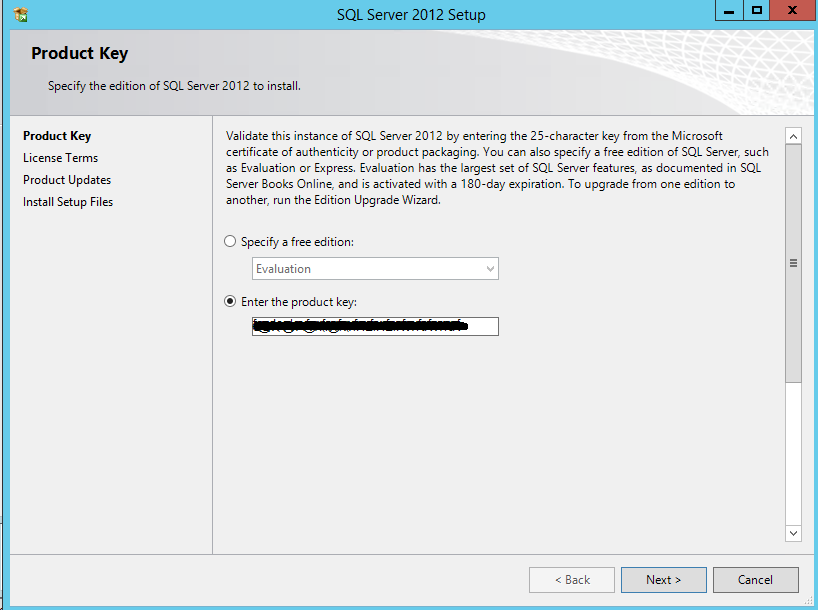 SQL Server 2012 Setup
Product Key
Specify the edition of SQL Server 2012 to install.
Product Key
License Terms
Product Updates
Install Setup Files
Validate this instance of SQL Server 2012 by entering the 25-character key from the Microsoft
certificate of authenticity or product packaging. You can also specify a free edition of SQL Server, such
as Evaluation or Express. Evaluation has the largest set of SQL Server features, as documented in SQL
Server Books Online, and is activated with a 180-day expiration. To upgrade from one edition to
another, run the Edition Upgrade Wizard.
Specify a free edition:
Evaluation
Enter the product key:
< Back
Next >
Cancel